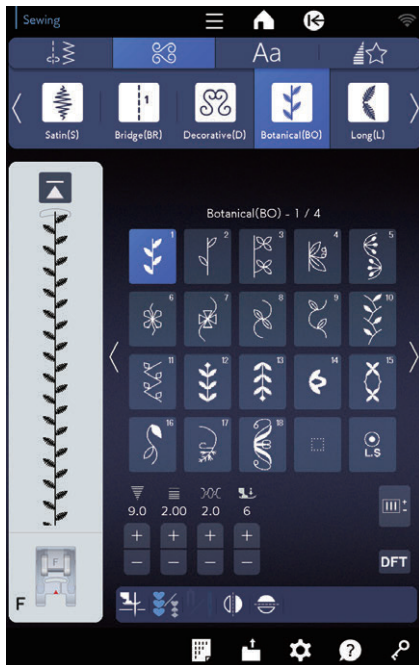 Sewing
Aa
Satin(S) Bridge(BR) Decorative(D) Botanical(BO) Long(L)
1
Botanical(BO) - 1 / 4
1 2 3 4 5
6 7 8 9 10
11 12 13 14 15
16 17 18 L.S
9.0 2.00 2.0 6
+ + + +
− − − −
DFT
F
F
?